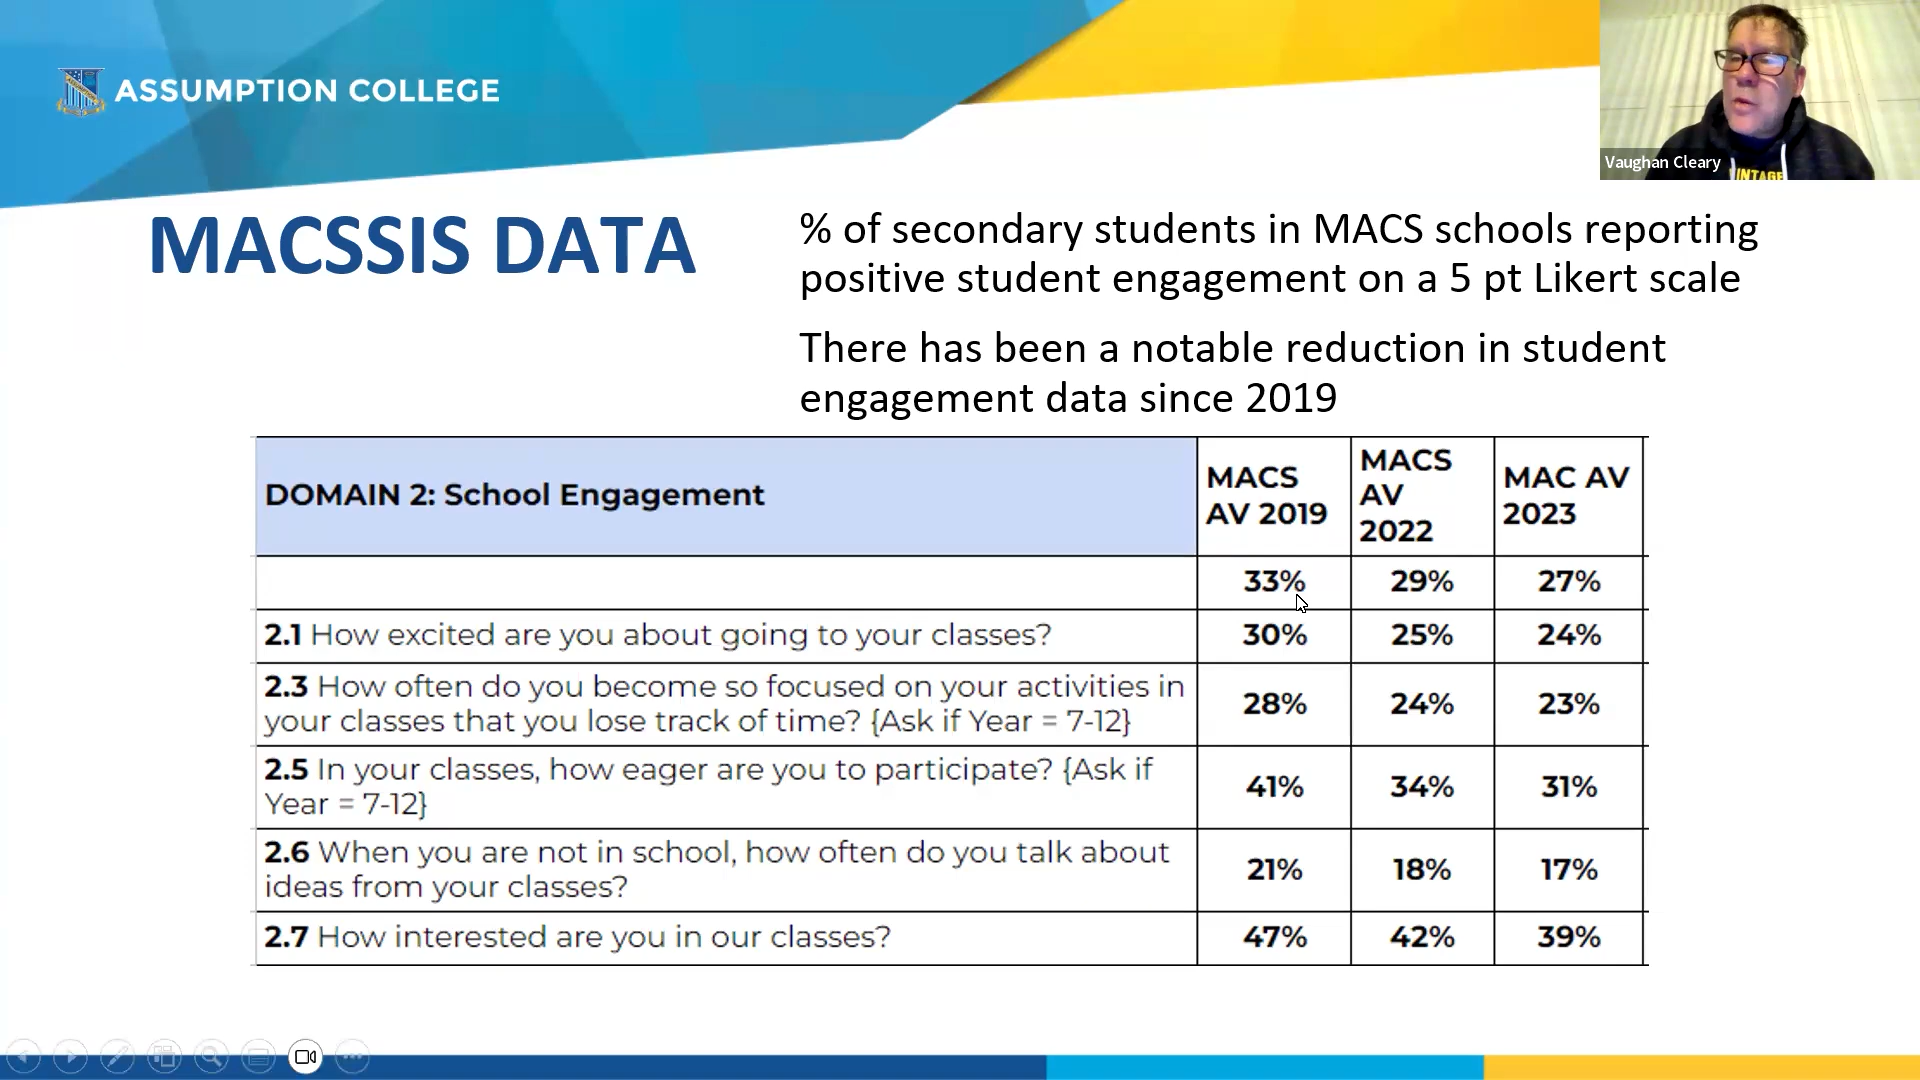 ASSUMPTION COLLEGE
Vaughan Cleary
INTAGE
MACSSIS DATA
% of secondary students in MACS schools reporting
positive student engagement on a 5 pt Likert scale
There has been a notable reduction in student
engagement data since 2019
DOMAIN 2: School Engagement
MACS
AV 2019
MACS
AV
2022
MAC AV
2023
33% 29% 27%
2.1 How excited are you about going to your classes? 30% 25% 24%
2.3 How often do you become so focused on your activities in
your classes that you lose track of time? {Ask if Year = 7-12}
28% 24% 23%
2.5 In your classes, how eager are you to participate? {Ask if
Year = 7-12}
41% 34% 31%
2.6 When you are not in school, how often do you talk about
ideas from your classes?
21% 18% 17%
2.7 How interested are you in our classes? 47% 42% 39%